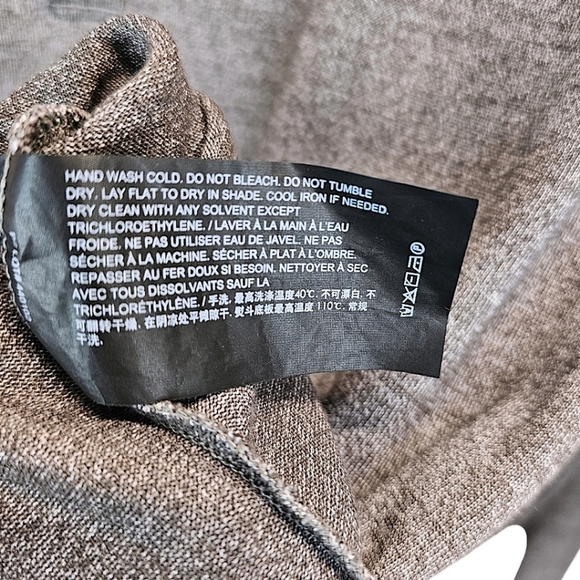 HAND WASH COLD. DO NOT BLEACH. DO NOT TUMBLE
DRY. LAY FLAT TO DRY IN SHADE. COOL IRON IF NEEDED.
DRY CLEAN WITH ANY SOLVENT EXCEPT
TRICHLOROETHYLENE. / LAVER À LA MAIN À L'EAU
FROIDE. NE PAS UTILISER EAU DE JAVEL. NE PAS
SÉCHER À LA MACHINE. SÉCHER À PLAT À L'OMBRE.
REPASSER AU FER DOUX SI BESOIN. NETTOYER À SEC
AVEC TOUS DISSOLVANTS SAUF LA
TRICHLORÉTHYLÈNE. / 手洗, 最高洗涤温度40℃. 不可漂白. 不
可翻转干燥. 在阴凉处平摊晾干. 熨斗底板最高温度110℃. 常规
干洗.